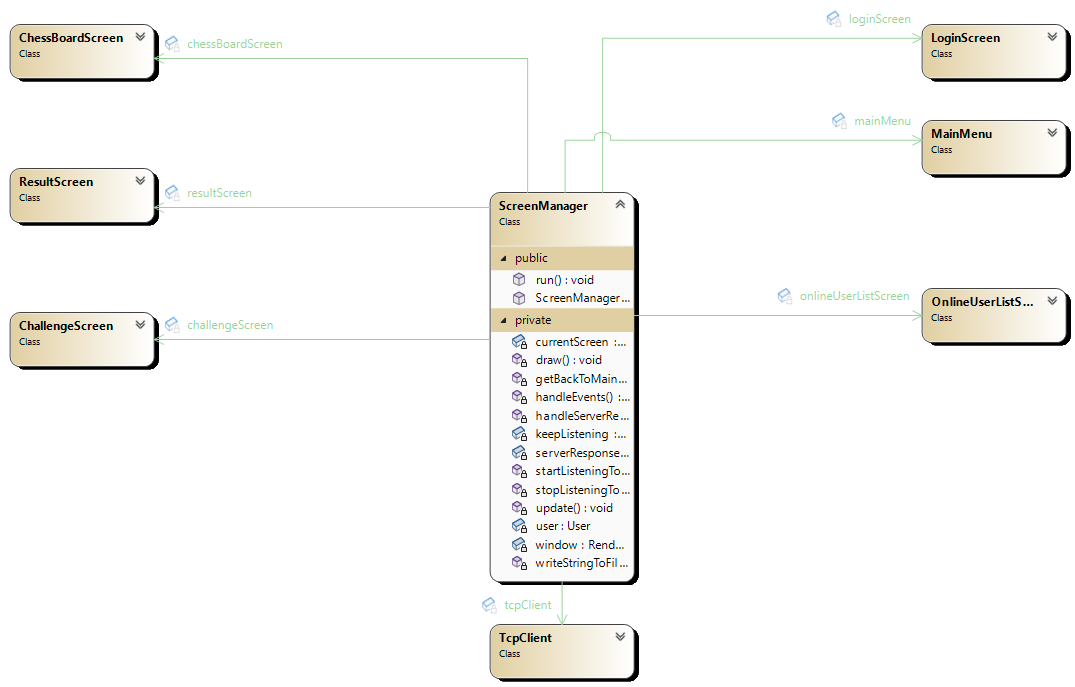 loginScreen
ChessBoardScreen
Class
chessBoardScreen
LoginScreen
Class
mainMenu
MainMenu
Class
ResultScreen
Class
resultScreen
ScreenManager
Class
public
run() : void
ScreenManager...
private
currentScreen :...
draw() : void
getBackToMain...
handleEvents() :...
handleServerRe...
keepListening :...
serverResponse...
startListeningTo...
stopListeningTo...
update() : void
user : User
window : Rend...
writeStringToFil...
onlineUserListScreen
OnlineUserListS...
Class
ChallengeScreen
Class
challengeScreen
tcpClient
TcpClient
Class